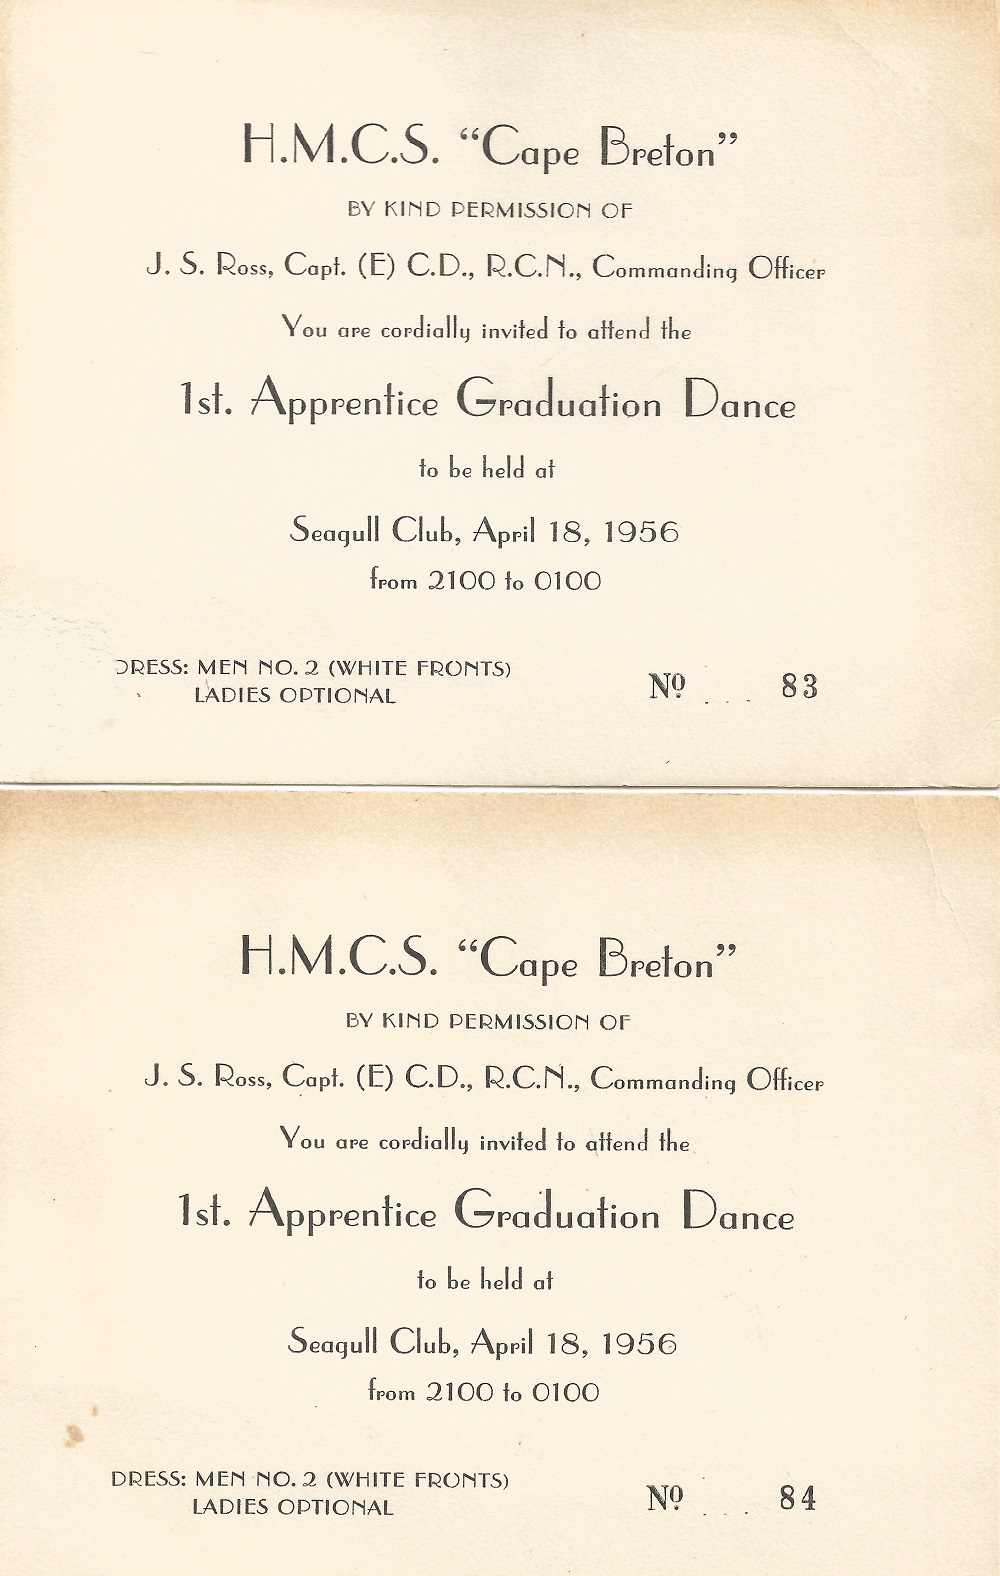 H.M.C.S. “Cape Breton”
BY KIND PERMISSION OF
J. S. Ross, Capt. (E) C.D., R.C.N., Commanding Officer
You are cordially invited to attend the
1st. Apprentice Graduation Dance
to be held at
Seagull Club, April 18, 1956
from 2100 to 0100
DRESS: MEN NO. 2 (WHITE FRONTS)
LADIES OPTIONAL
Nº 83
H.M.C.S. “Cape Breton”
BY KIND PERMISSION OF
J. S. Ross, Capt. (E) C.D., R.C.N., Commanding Officer
You are cordially invited to attend the
1st. Apprentice Graduation Dance
to be held at
Seagull Club, April 18, 1956
from 2100 to 0100
DRESS: MEN NO. 2 (WHITE FRONTS)
LADIES OPTIONAL
Nº 84